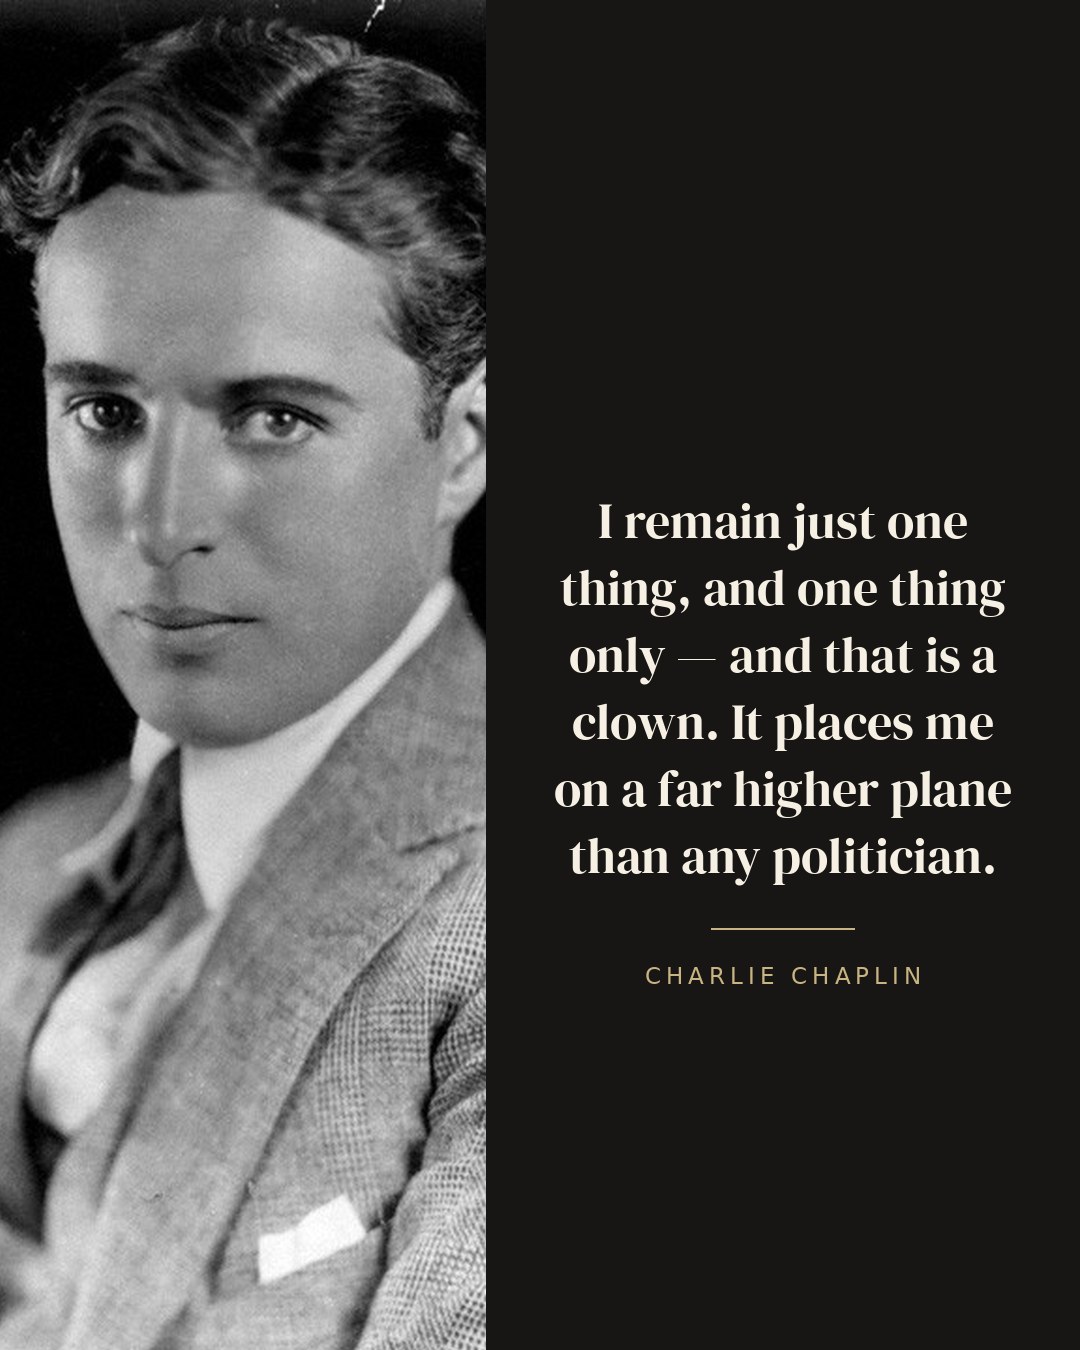 I remain just one
thing, and one thing
only — and that is a
clown. It places me
on a far higher plane
than any politician.
CHARLIE CHAPLIN